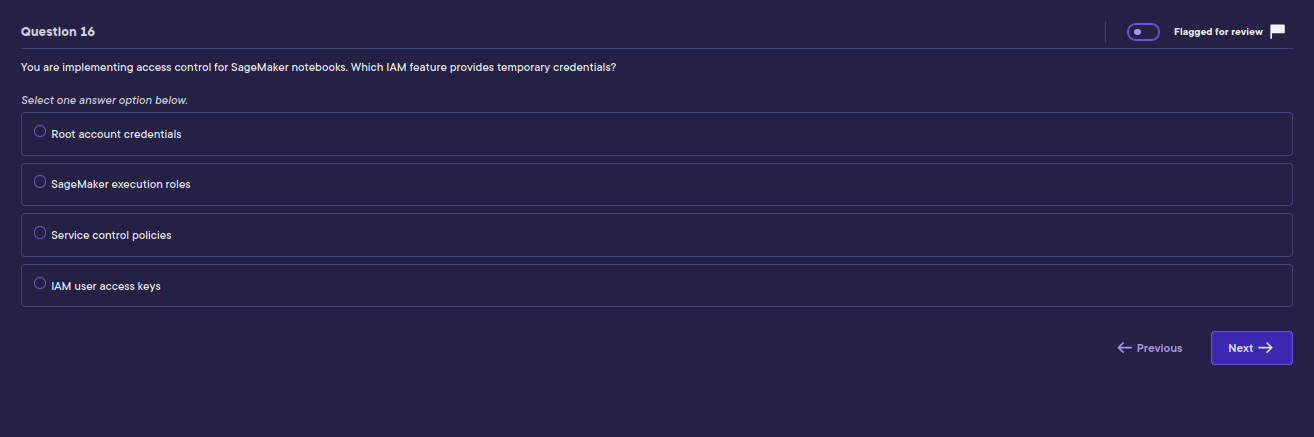 Question 16
Flagged for review
You are implementing access control for SageMaker notebooks. Which IAM feature provides temporary credentials?
Select one answer option below.
Root account credentials
SageMaker execution roles
Service control policies
IAM user access keys
Previous
Next